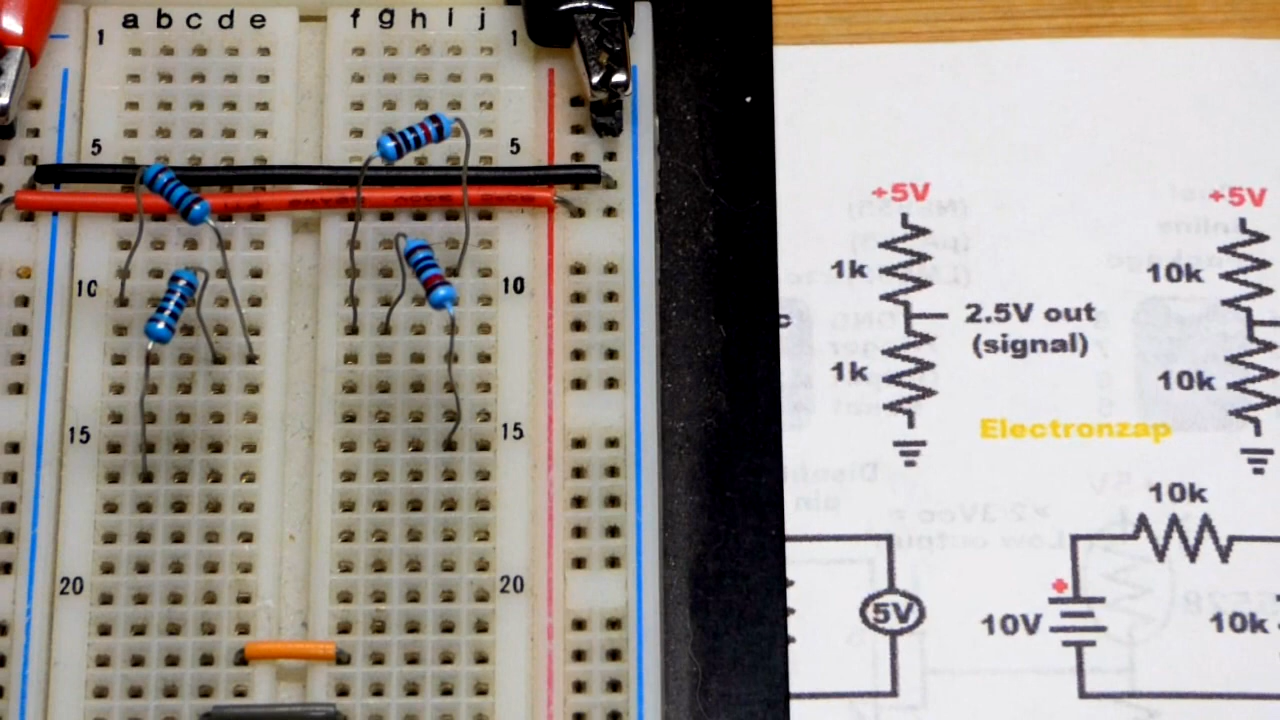 a b c d e f g h i j
1 1
5 5
10 10
15 15
20 20
+5V
1k
2.5V out
(signal)
1k
+5V
10k
10k
Electronzap
10k
5V
+
10V
10k